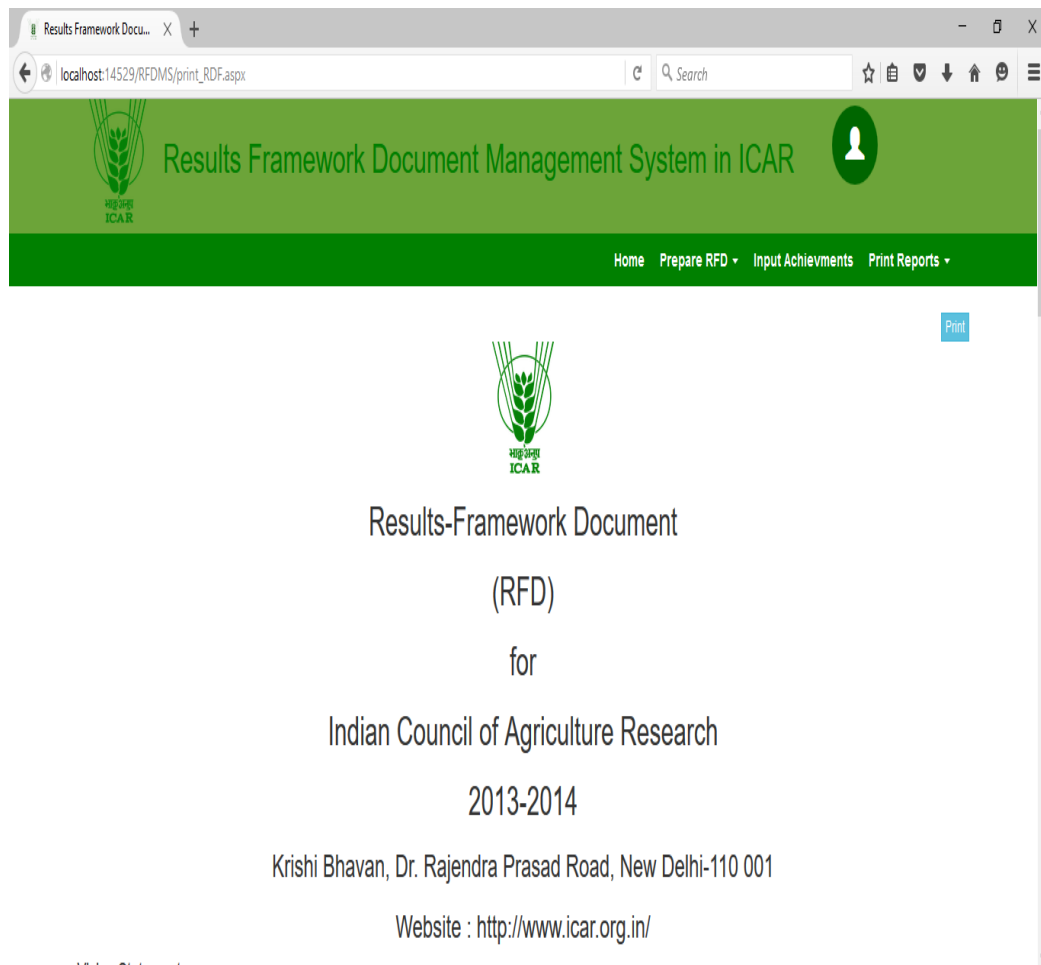 Results Framework Docu...
localhost:14529/RFDMS/print_RDF.aspx
Search
भाकृअनुप
ICAR
Results Framework Document Management System in ICAR
Home Prepare RFD Input Achievments Print Reports
Print
भाकृअनुप
ICAR
Results-Framework Document
(RFD)
for
Indian Council of Agriculture Research
2013-2014
Krishi Bhavan, Dr. Rajendra Prasad Road, New Delhi-110 001
Website : http://www.icar.org.in/